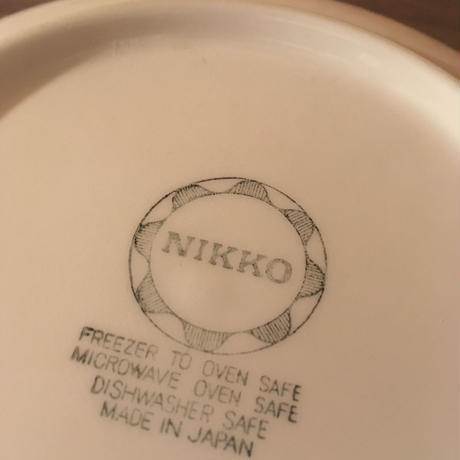 NIKKO
FREEZER TO OVEN SAFE
MICROWAVE OVEN SAFE
DISHWASHER SAFE
MADE IN JAPAN